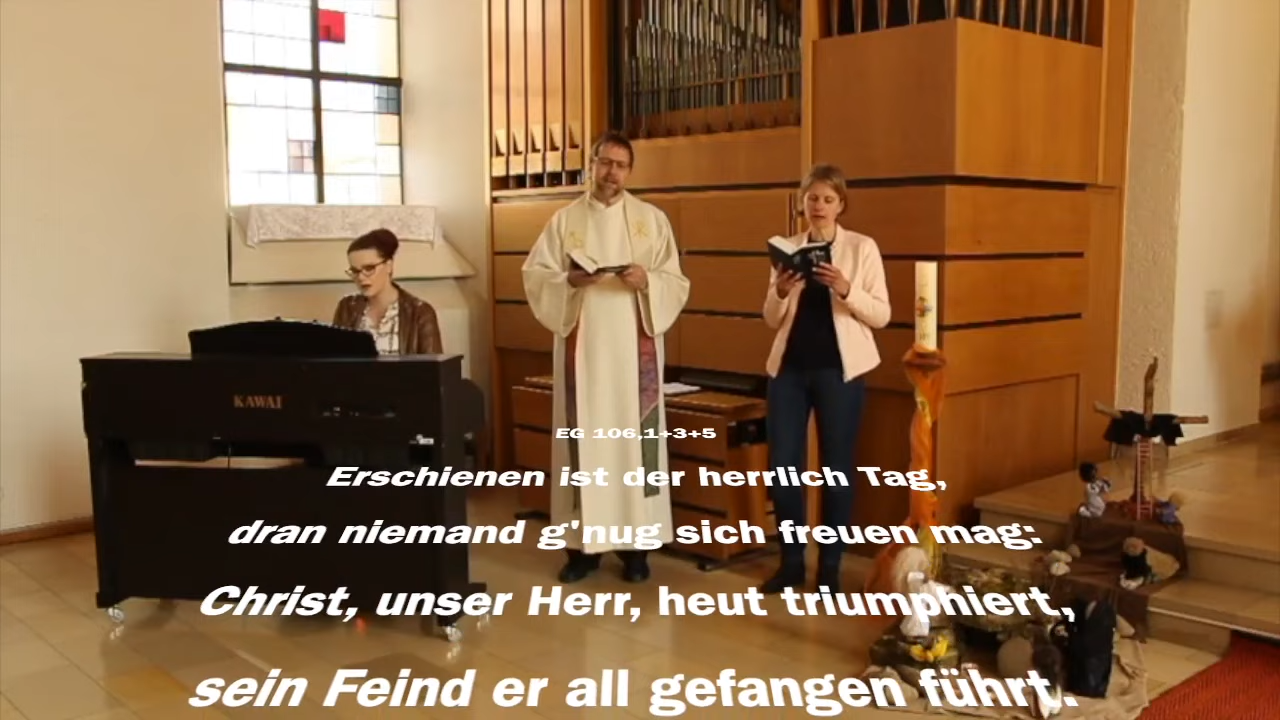 KAWAI
EG 106,1+3+5
Erschienen ist der herrlich Tag,
dran niemand g'nug sich freuen mag:
Christ, unser Herr, heut triumphiert,
sein Feind er all gefangen führt.